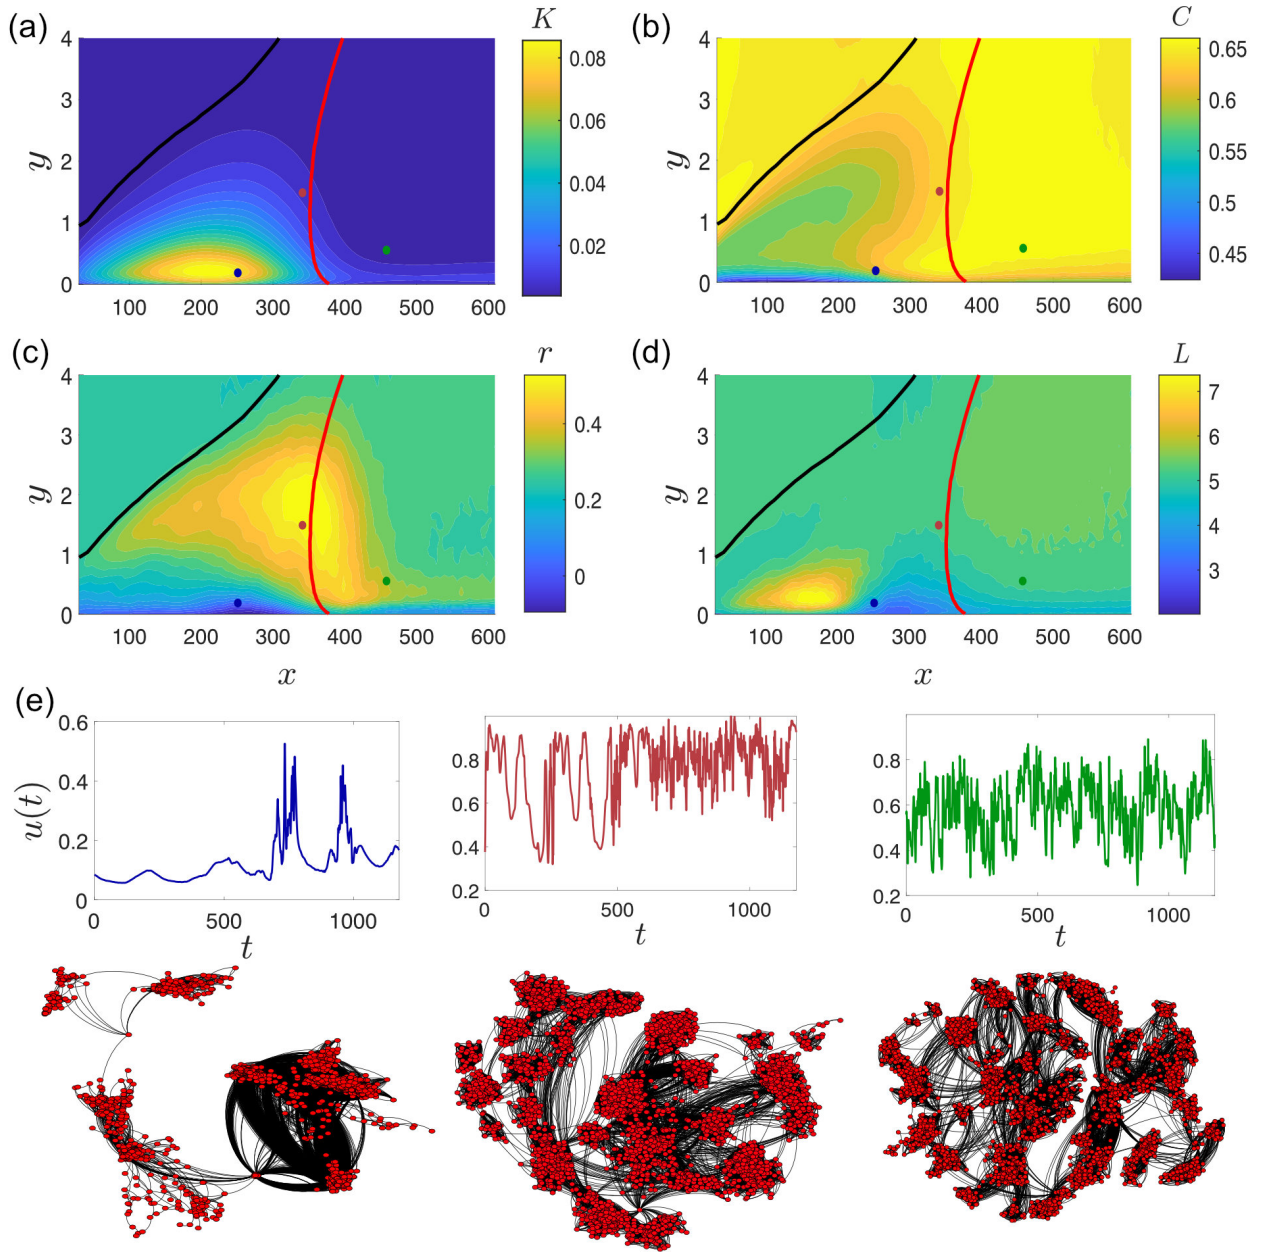 (a) K (b) C
4 3 2 1 0 y
100 200 300 400 500 600
0.08 0.06 0.04 0.02
4 3 2 1 0 y
100 200 300 400 500 600
0.65 0.6 0.55 0.5 0.45
(c) r (d) L
4 3 2 1 0 y
100 200 300 400 500 600
x
0.4 0.2 0
4 3 2 1 0 y
100 200 300 400 500 600
x
7 6 5 4 3
(e)
0.6 0.4 0.2 0 u(t)
0 500 1000
t
0.8 0.6 0.4 0.2
0 500 1000
t
0.8 0.6 0.4 0.2
0 500 1000
t